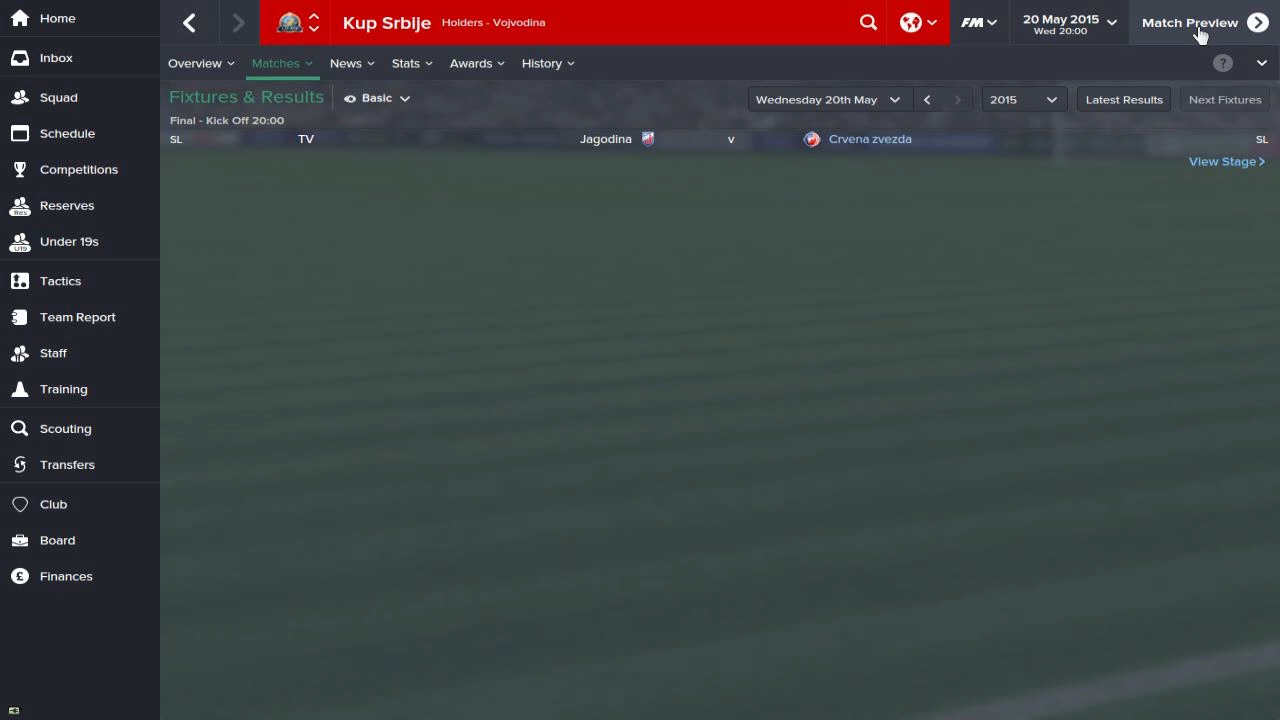 Home
Inbox
Squad
Schedule
Competitions
Res
Reserves
U19
Under 19s
Tactics
Team Report
Staff
Training
Scouting
Transfers
Club
Board
£
Finances
Kup Srbije
Holders - Vojvodina
FM
20 May 2015
Wed 20:00
Match Preview
Overview
Matches
News
Stats
Awards
History
?
Fixtures & Results
Basic
Wednesday 20th May
2015
Latest Results
Next Fixtures
Final - Kick Off 20:00
SL TV Jagodina v Crvena zvezda SL
View Stage >